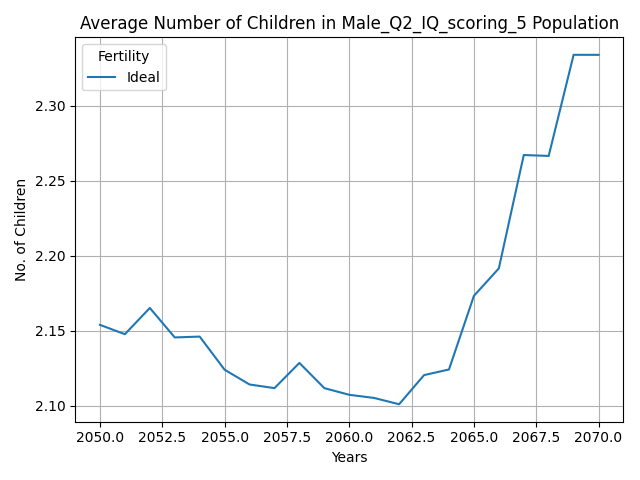 Average Number of Children in Male_Q2_IQ_scoring_5 Population
Fertility
Ideal
No. of Children
2.30
2.25
2.20
2.15
2.10
2050.0 2052.5 2055.0 2057.5 2060.0 2062.5 2065.0 2067.5 2070.0
Years